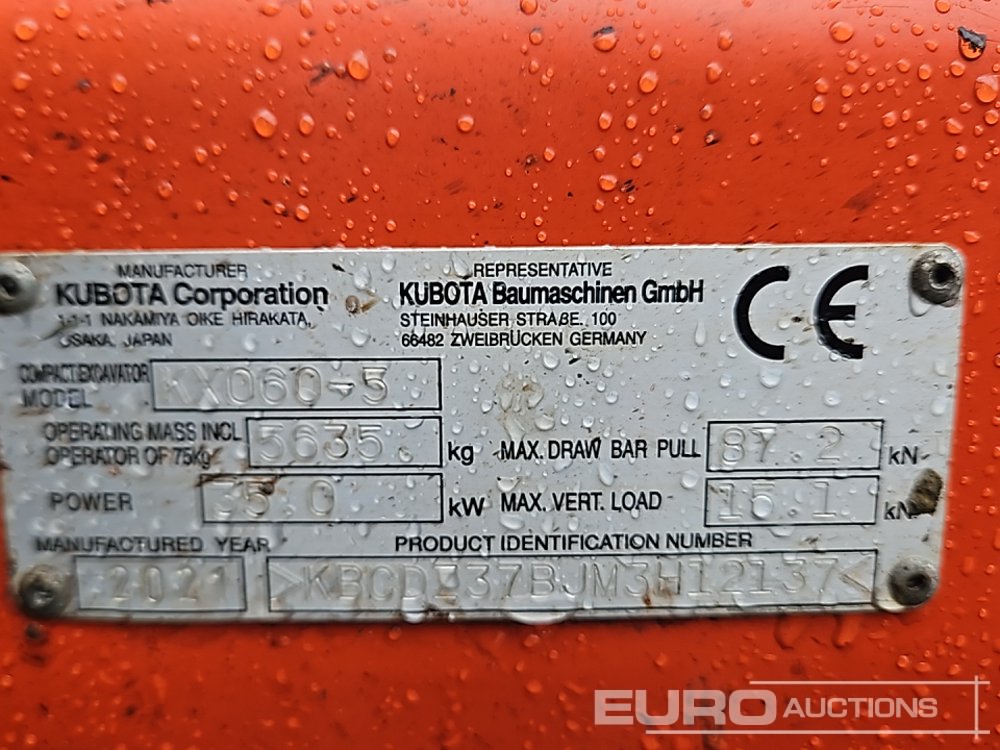 MANUFACTURER
KUBOTA Corporation
1-1-1 NAKAMIYA OIKE HIRAKATA,
OSAKA, JAPAN
REPRESENTATIVE
KUBOTA Baumaschinen GmbH
STEINHAUSER STRAßE, 100
66482 ZWEIBRÜCKEN GERMANY
CE
COMPACT EXCAVATOR
MODEL KX060-5
OPERATING MASS INCL
OPERATOR OF 75kg 5635 kg
MAX. DRAW BAR PULL 87.2 kN
POWER 35.0 kW
MAX. VERT. LOAD 15.1 kN
MANUFACTURED YEAR
2021
PRODUCT IDENTIFICATION NUMBER
EURO AUCTIONS